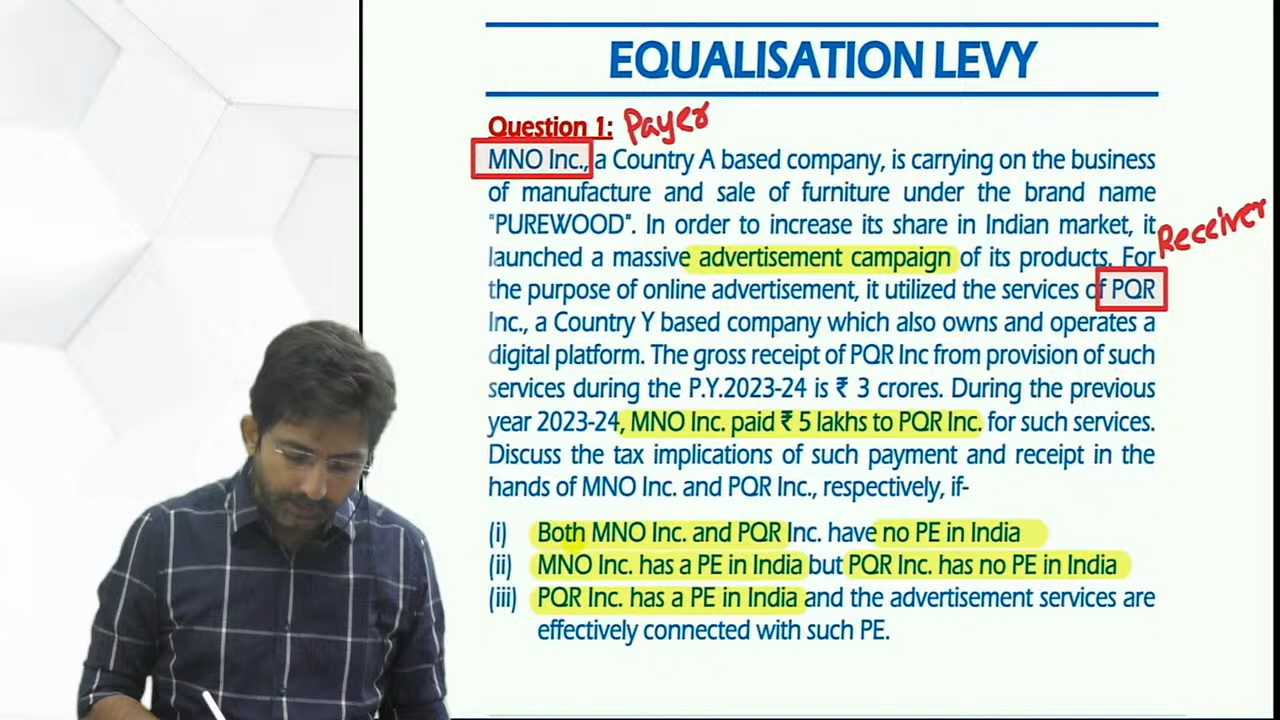 EQUALISATION LEVY
Question 1: Payer
MNO Inc., a Country A based company, is carrying on the business
of manufacture and sale of furniture under the brand name
"PUREWOOD". In order to increase its share in Indian market, it
Receiver
launched a massive advertisement campaign of its products. For
the purpose of online advertisement, it utilized the services of PQR
Inc., a Country Y based company which also owns and operates a
digital platform. The gross receipt of PQR Inc from provision of such
services during the P.Y.2023-24 is ₹ 3 crores. During the previous
year 2023-24, MNO Inc. paid ₹ 5 lakhs to PQR Inc. for such services.
Discuss the tax implications of such payment and receipt in the
hands of MNO Inc. and PQR Inc., respectively, if-
(i) Both MNO Inc. and PQR Inc. have no PE in India
(ii) MNO Inc. has a PE in India but PQR Inc. has no PE in India
(iii) PQR Inc. has a PE in India and the advertisement services are
effectively connected with such PE.